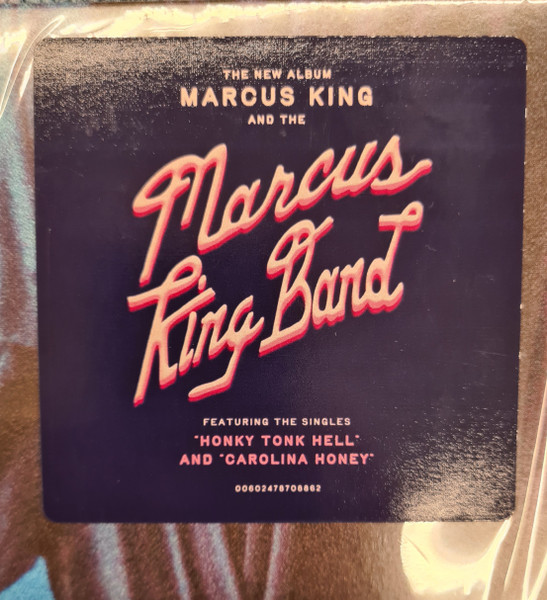 THE NEW ALBUM
MARCUS KING
AND THE
Marcus
King Band
FEATURING THE SINGLES
"HONKY TONK HELL"
AND "CAROLINA HONEY"
00602478706662